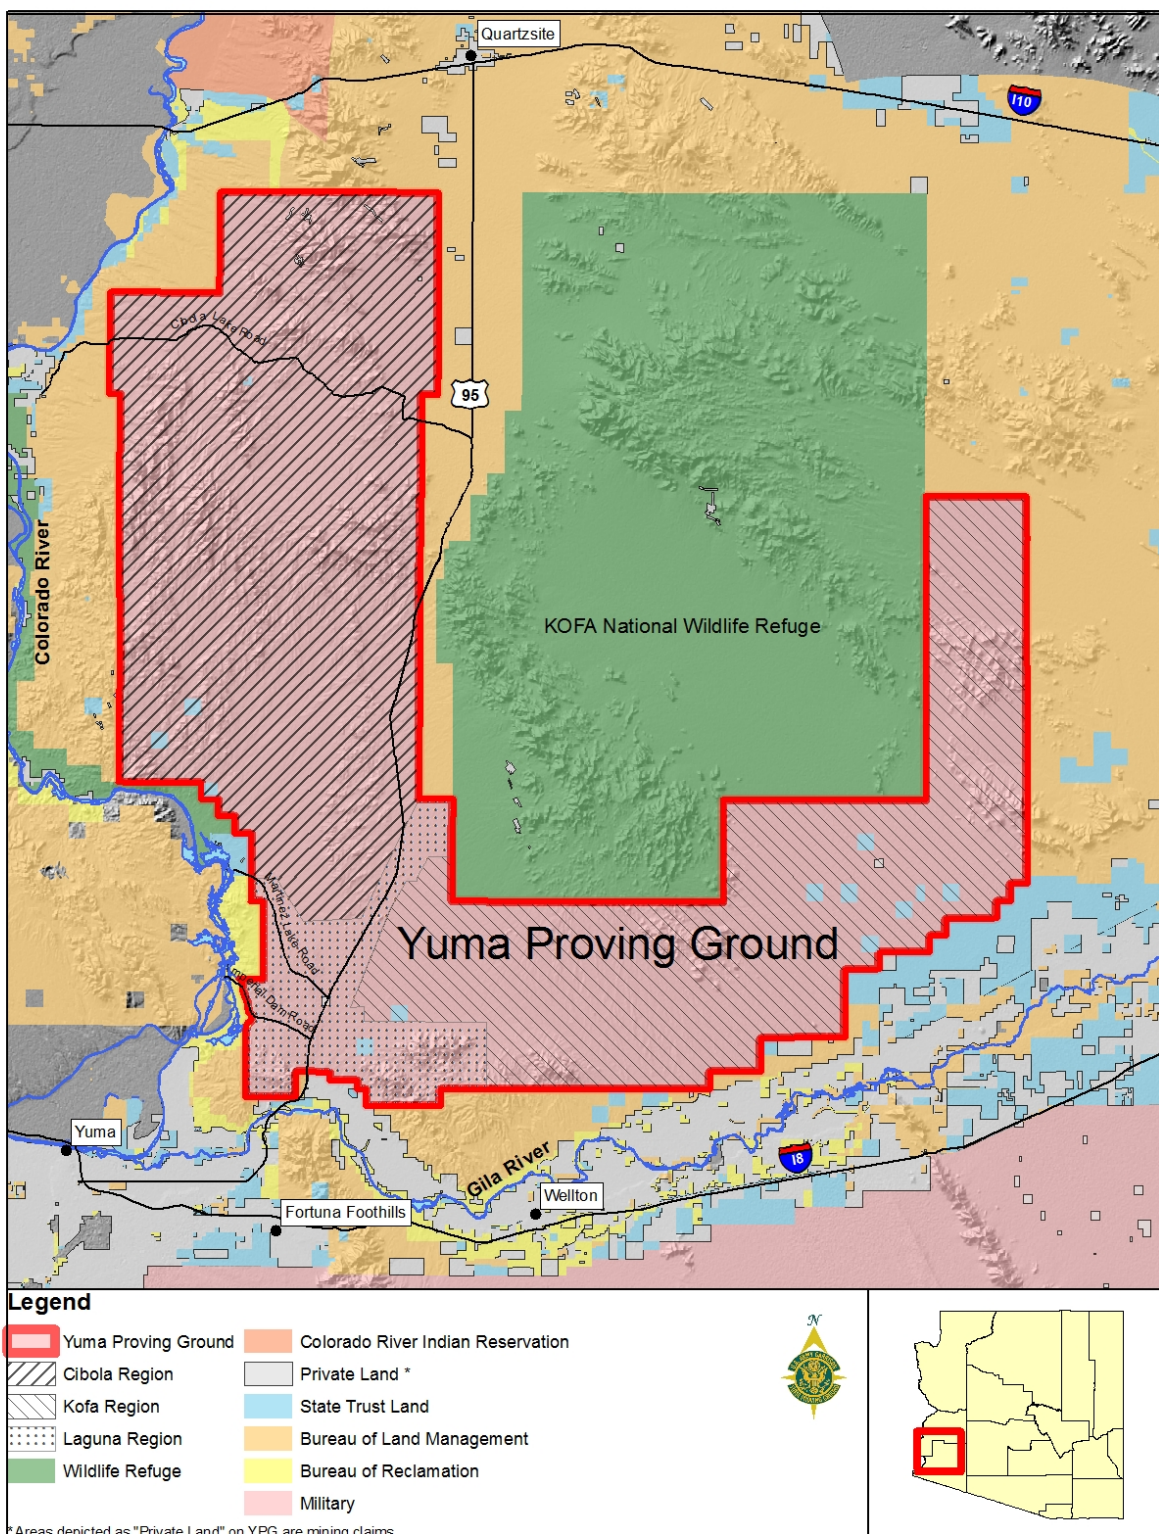 Quartzsite
I10
Cibola Lake Road
95
Colorado River
KOFA National Wildlife Refuge
Martinez Lake Road
Yuma Proving Ground
Imperial Dam Road
Yuma
Gila River
I8
Wellton
Fortuna Foothills
Legend
Yuma Proving Ground
Cibola Region
Kofa Region
Laguna Region
Wildlife Refuge
Colorado River Indian Reservation
Private Land *
State Trust Land
Bureau of Land Management
Bureau of Reclamation
Military
N
*Areas depicted as "Private Land" on YPG are mining claims